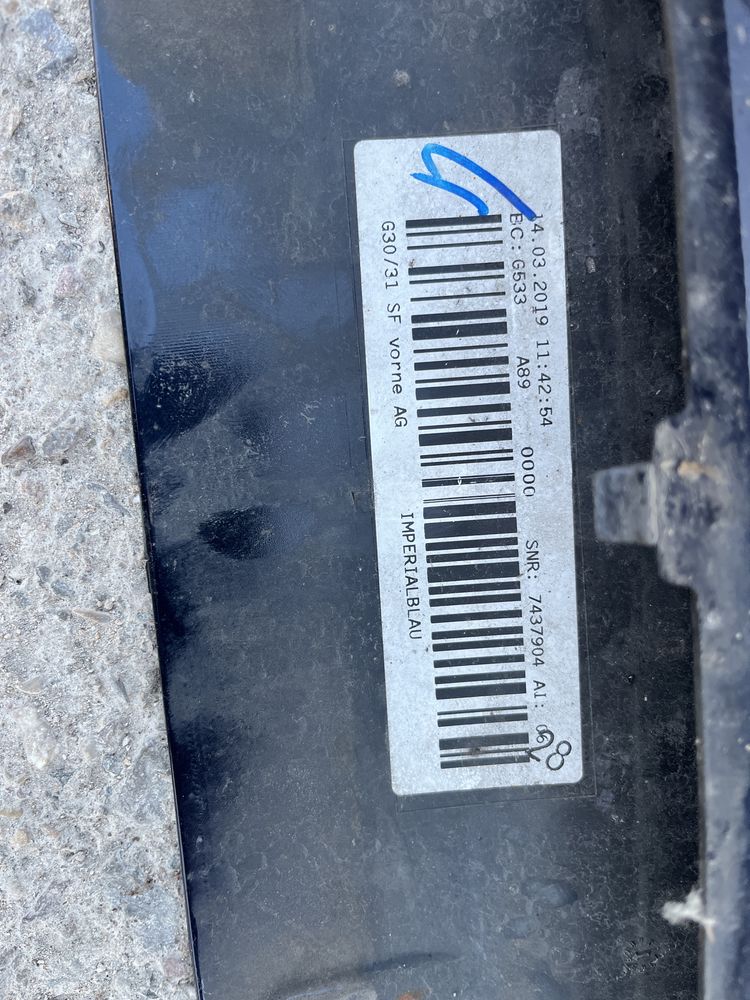 14.03.2019 11:42:54
BC: G533 A89 0000 SNR: 7437904 AI: 06
G30/31 SF vorne AG IMPERIALBLAU